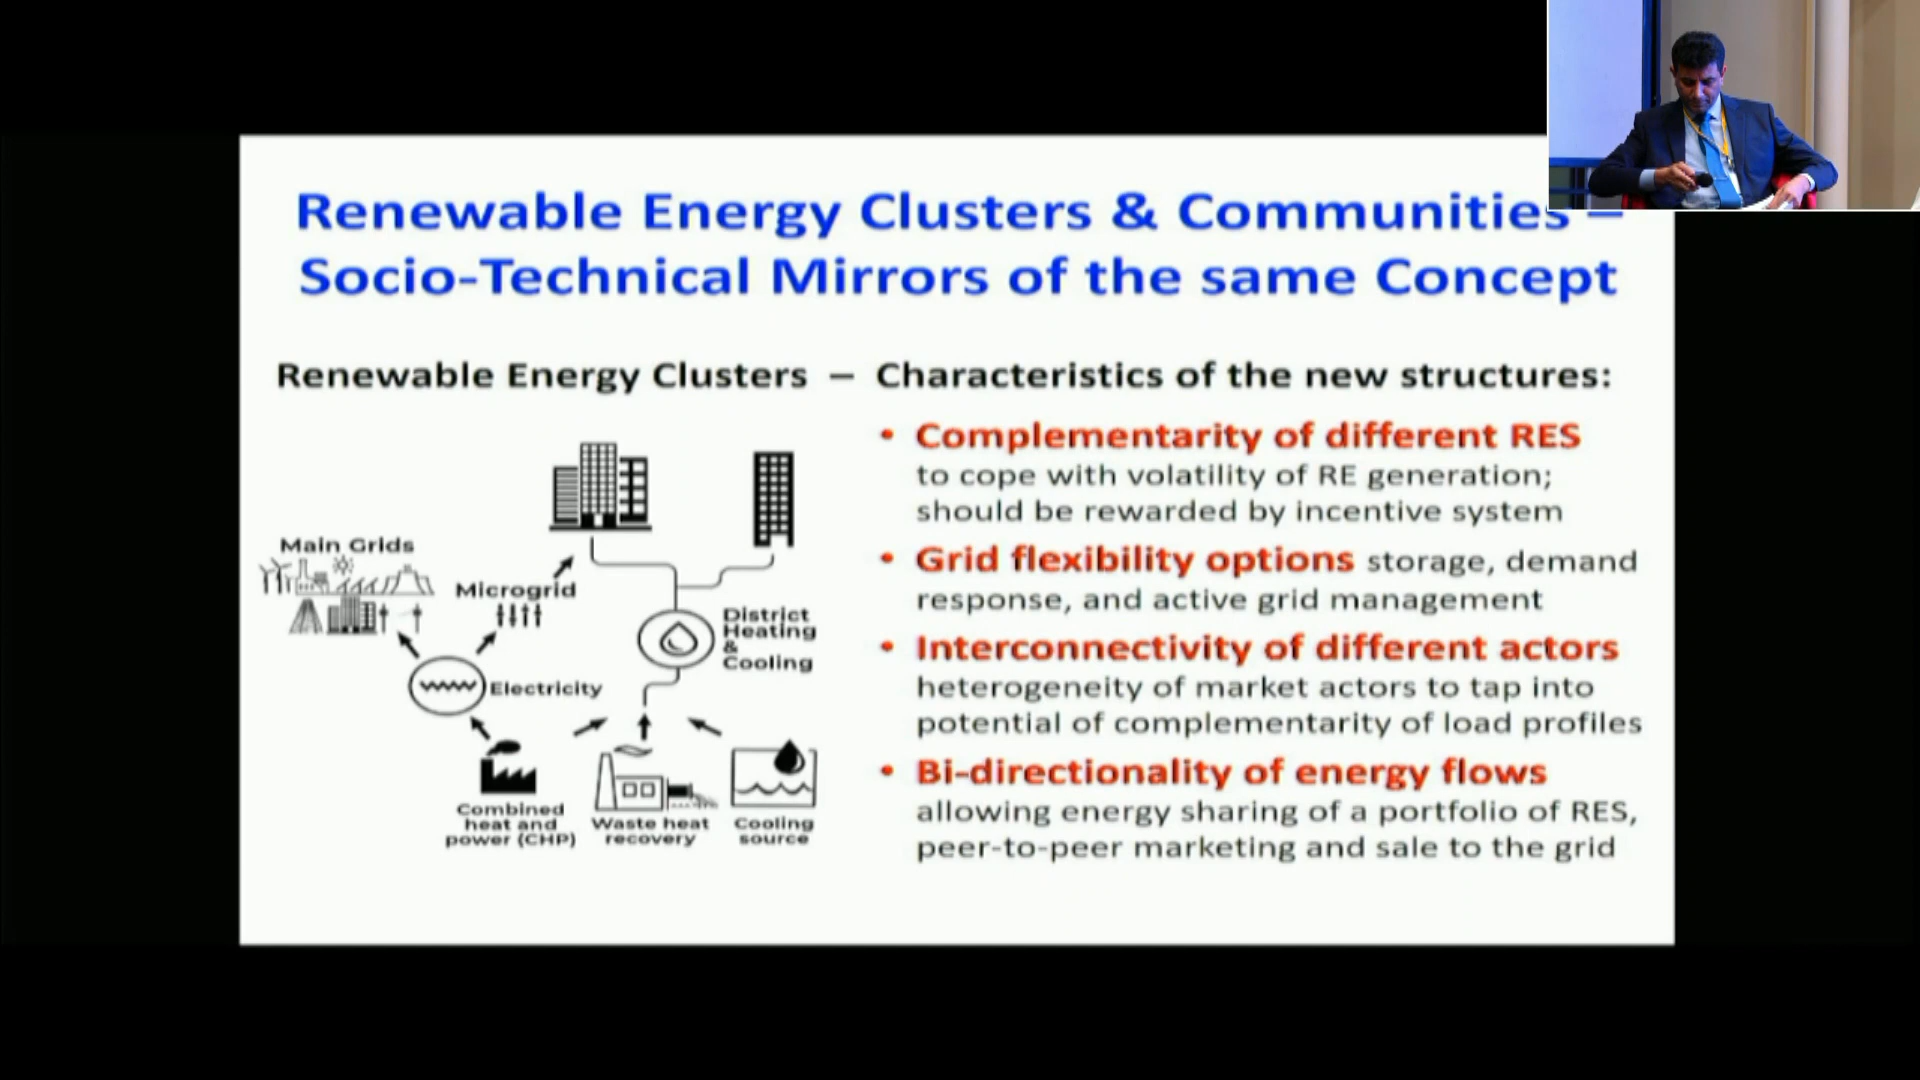 Renewable Energy Clusters & Communities –
Socio-Technical Mirrors of the same Concept
Renewable Energy Clusters – Characteristics of the new structures:
Main Grids
Microgrid
Electricity
District
Heating
&
Cooling
Combined
heat and
power (CHP)
Waste heat
recovery
Cooling
source
• Complementarity of different RES
to cope with volatility of RE generation;
should be rewarded by incentive system
• Grid flexibility options storage, demand
response, and active grid management
• Interconnectivity of different actors
heterogeneity of market actors to tap into
potential of complementarity of load profiles
• Bi-directionality of energy flows
allowing energy sharing of a portfolio of RES,
peer-to-peer marketing and sale to the grid